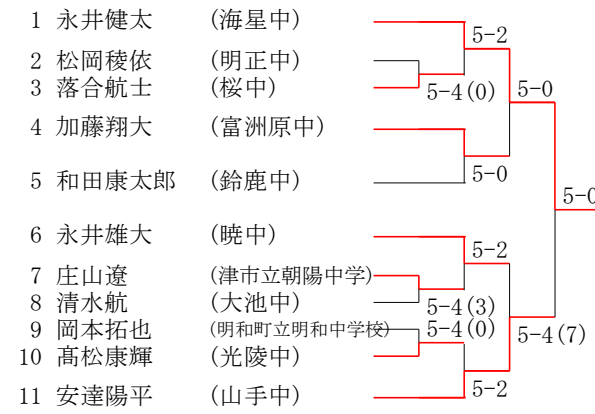 1 永井健太 (海星中)
5-2
2 松岡稜依 (明正中)
3 落合航士 (桜中)
5-4(0)
5-0
4 加藤翔大 (富洲原中)
5 和田康太郎 (鈴鹿中)
5-0
5-0
6 永井雄大 (暁中)
5-2
7 庄山遼 (津市立朝陽中学)
8 清水航 (大池中)
5-4(3)
9 岡本拓也 (明和町立明和中学校)
5-4(0)
5-4(7)
10 髙松康輝 (光陵中)
11 安達陽平 (山手中)
5-2